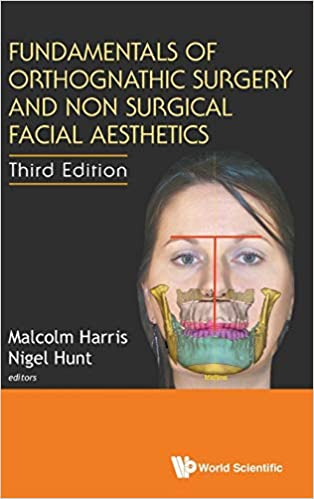 FUNDAMENTALS OF
ORTHOGNATHIC SURGERY
AND NON SURGICAL
FACIAL AESTHETICS
Third Edition
Malcolm Harris
Nigel Hunt
editors
World Scientific